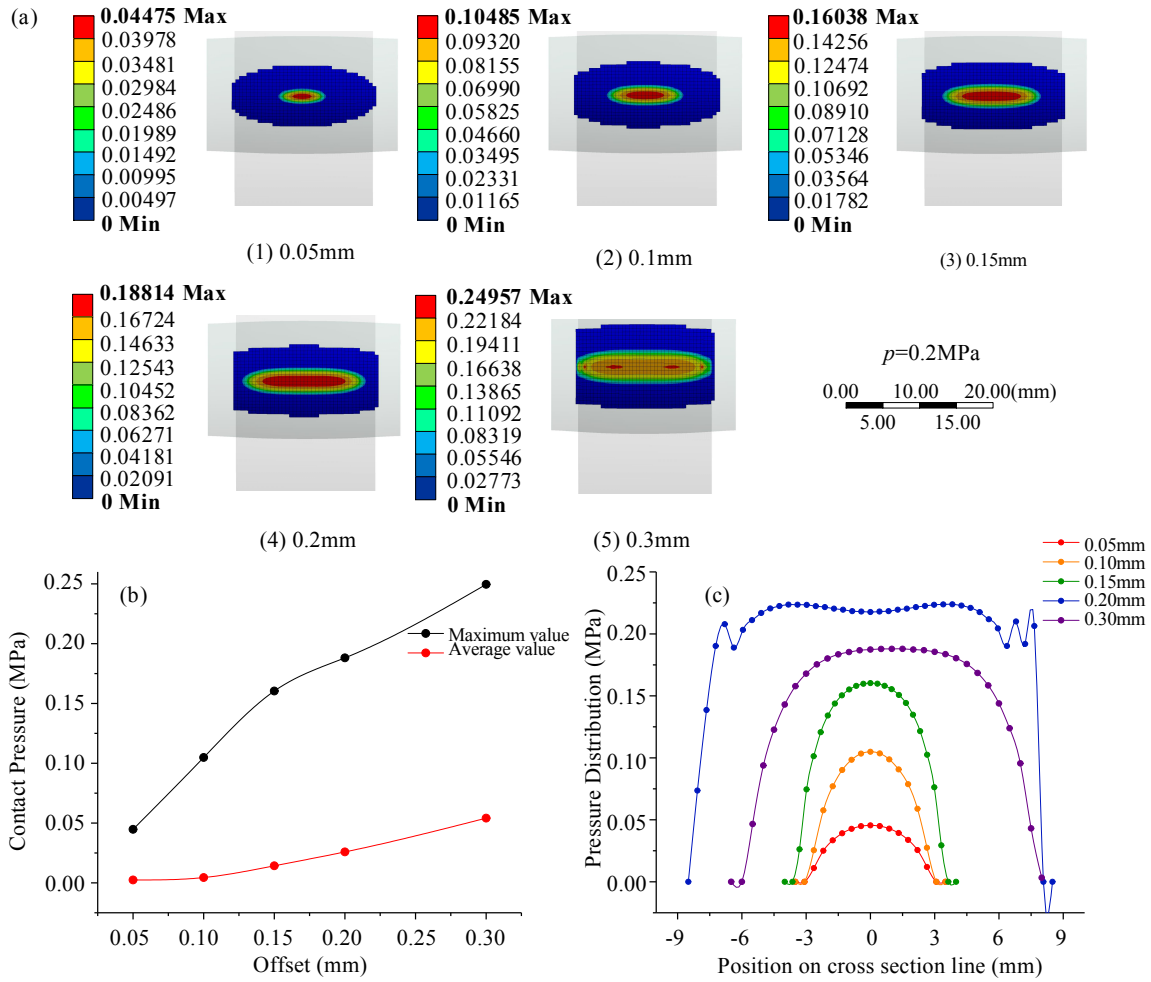 (a)
0.04475 Max
0.03978
0.03481
0.02984
0.02486
0.01989
0.01492
0.00995
0.00497
0 Min
(1) 0.05mm
0.10485 Max
0.09320
0.08155
0.06990
0.05825
0.04660
0.03495
0.02331
0.01165
0 Min
(2) 0.1mm
0.16038 Max
0.14256
0.12474
0.10692
0.08910
0.07128
0.05346
0.03564
0.01782
0 Min
(3) 0.15mm
0.18814 Max
0.16724
0.14633
0.12543
0.10452
0.08362
0.06271
0.04181
0.02091
0 Min
(4) 0.2mm
0.24957 Max
0.22184
0.19411
0.16638
0.13865
0.11092
0.08319
0.05546
0.02773
0 Min
(5) 0.3mm
p=0.2MPa
0.00 10.00 20.00(mm)
5.00 15.00
(b)
Contact Pressure (MPa)
0.25
0.20
0.15
0.10
0.05
0.00
Maximum value
Average value
0.05 0.10 0.15 0.20 0.25 0.30
Offset (mm)
(c)
Pressure Distribution (MPa)
0.25
0.20
0.15
0.10
0.05
0.00
0.05mm
0.10mm
0.15mm
0.20mm
0.30mm
-9 -6 -3 0 3 6 9
Position on cross section line (mm)